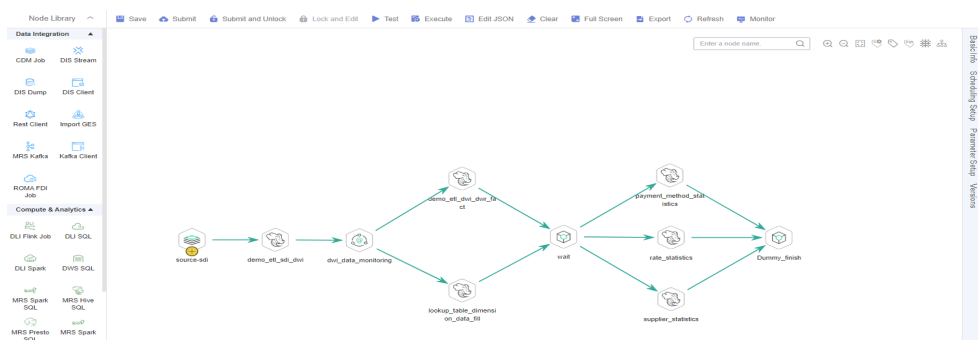 Node Library
Save
Submit
Submit and Unlock
Lock and Edit
Test
Execute
Edit JSON
Clear
Full Screen
Export
Refresh
Monitor
Data Integration
CDM Job
DIS Stream
DIS Dump
DIS Client
Rest Client
Import GES
MRS Kafka
Kafka Client
ROMA FDI
Job
Compute & Analytics
DLI Flink Job
DLI SQL
DLI Spark
DWS SQL
MRS Spark
SQL
MRS Hive
SQL
MRS Presto
SQL
MRS Spark
Enter a node name.
source-sdi
demo_etl_sdi_dwi
dwi_data_monitoring
demo_etl_dwi_dwr_fa
ct
lookup_table_dimensi
on_data_fill
wait
payment_method_stat
istics
rate_statistics
supplier_statistics
Dummy_finish
Basic Info
Scheduling Setup
Parameter Setup
Versions